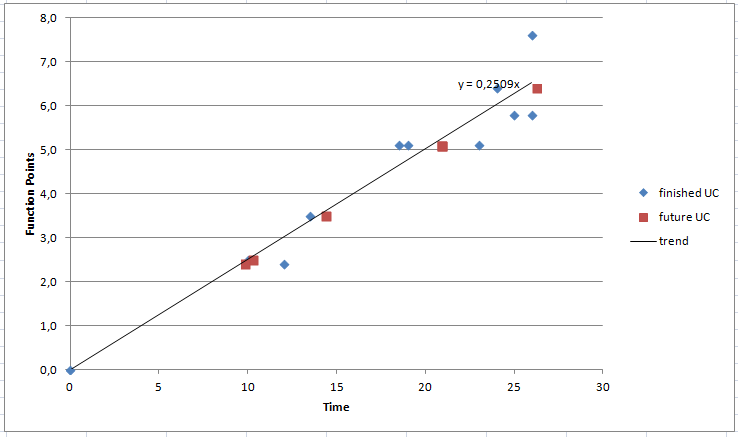 8,0
7,0
y = 0,2509x
6,0
5,0
Function Points
4,0
finished UC
future UC
3,0
trend
2,0
1,0
0,0
0 5 10 15 20 25 30
Time